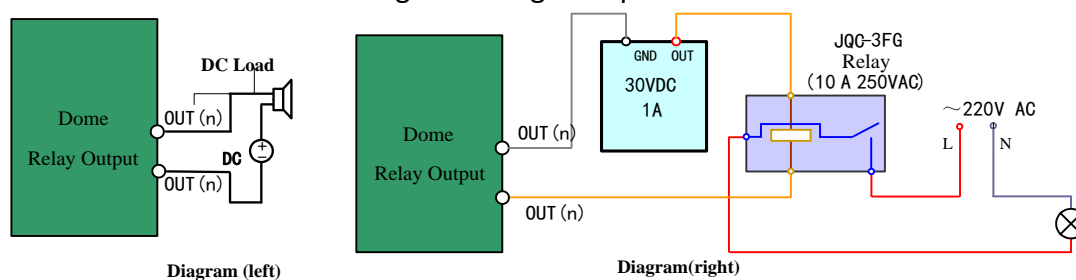 DC Load
OUT(n)
Dome
Relay Output
DC
OUT(n)
Diagram (left)
GND OUT
30VDC
1A
JQC-3FG
Relay
(10 A 250VAC)
～220V AC
L N
OUT(n)
Dome
Relay Output
OUT(n)
Diagram(right)